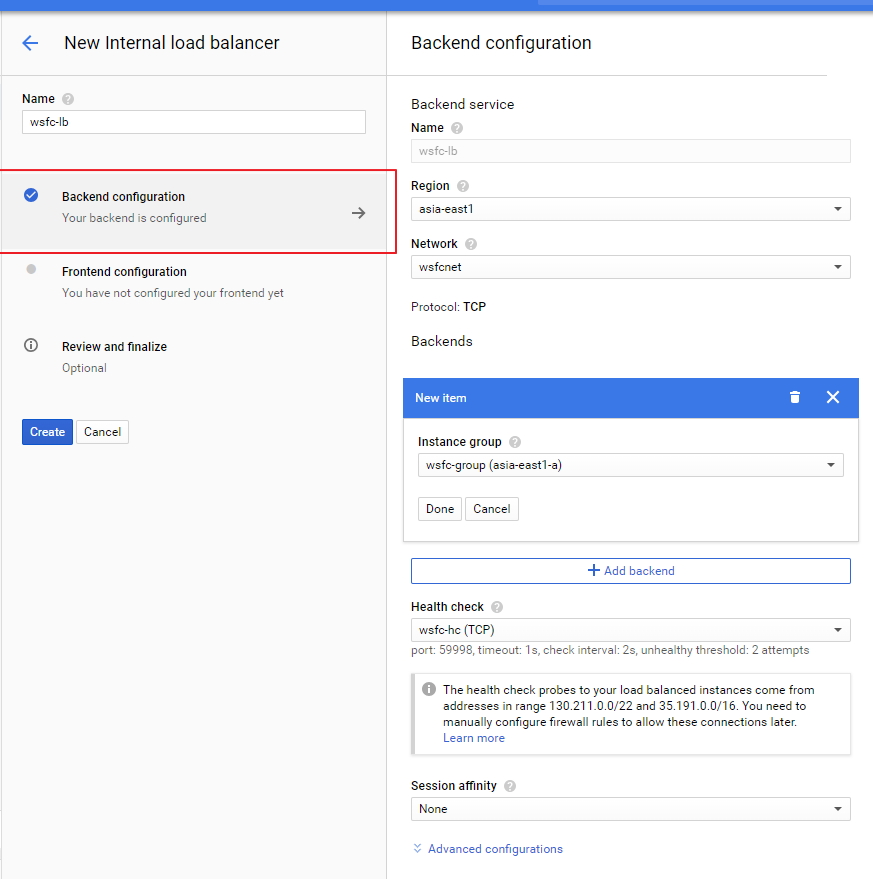 New Internal load balancer
Name
wsfc-lb
Backend configuration
Your backend is configured
Frontend configuration
You have not configured your frontend yet
Review and finalize
Optional
Create
Cancel
Backend configuration
Backend service
Name
wsfc-lb
Region
asia-east1
Network
wsfcnet
Protocol: TCP
Backends
New item
Instance group
wsfc-group (asia-east1-a)
Done
Cancel
Add backend
Health check
wsfc-hc (TCP)
port: 59998, timeout: 1s, check interval: 2s, unhealthy threshold: 2 attempts
The health check probes to your load balanced instances come from
addresses in range 130.211.0.0/22 and 35.191.0.0/16. You need to
manually configure firewall rules to allow these connections later.
Learn more
Session affinity
None
Advanced configurations